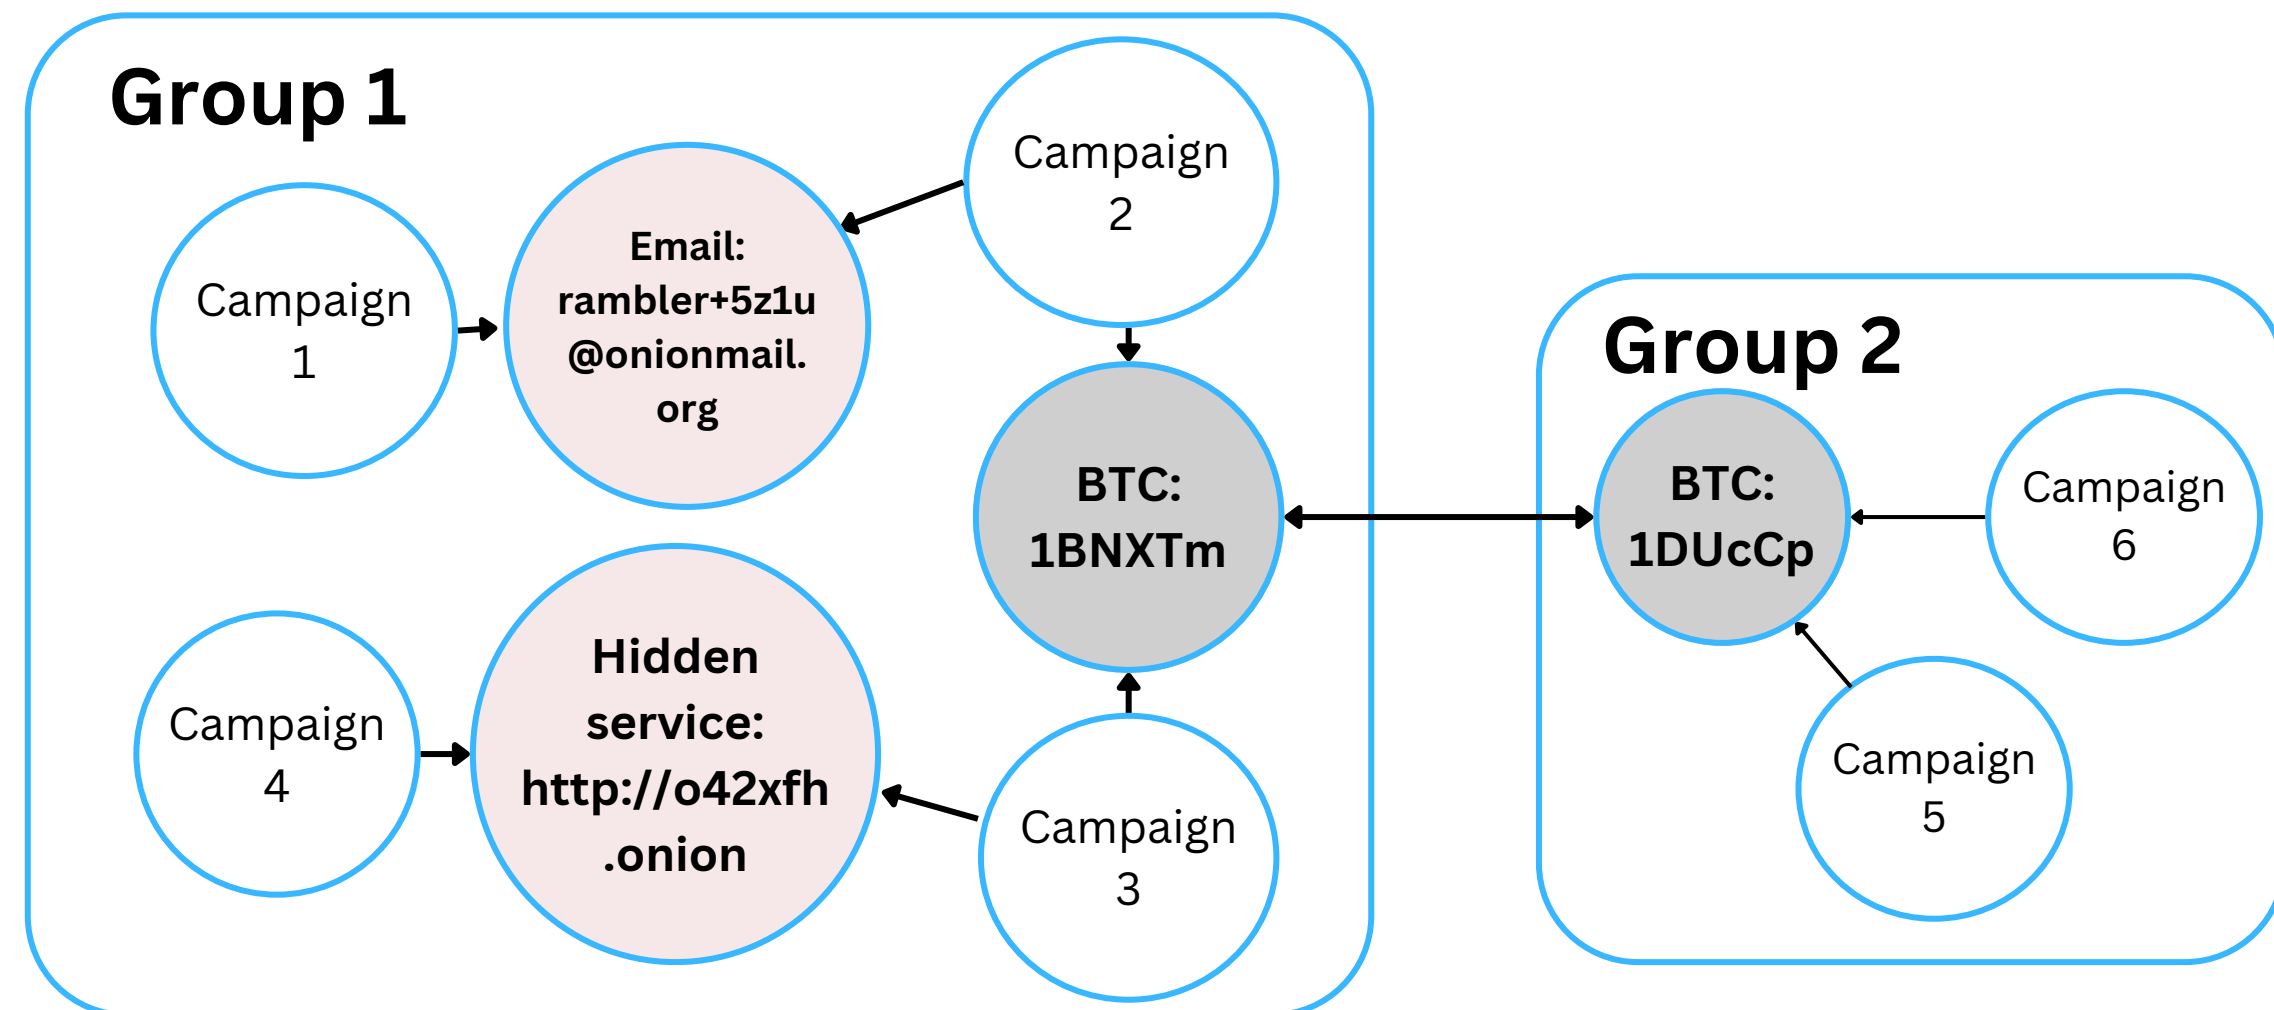 Group 1
Campaign
1
Email:
rambler+5z1u
@onionmail.
org
Campaign
2
BTC:
1BNXTm
Campaign
4
Hidden
service:
http://o42xfh
.onion
Campaign
3
Group 2
BTC:
1DUcCp
Campaign
6
Campaign
5